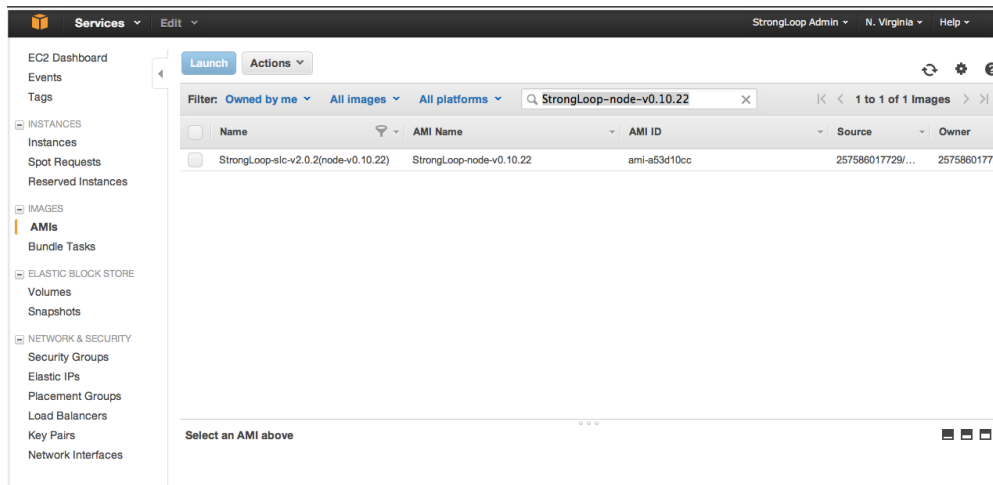 Services Edit StrongLoop Admin N. Virginia Help
EC2 Dashboard
Events
Tags
INSTANCES
Instances
Spot Requests
Reserved Instances
IMAGES
AMIs
Bundle Tasks
ELASTIC BLOCK STORE
Volumes
Snapshots
NETWORK & SECURITY
Security Groups
Elastic IPs
Placement Groups
Load Balancers
Key Pairs
Network Interfaces
Launch Actions
Filter: Owned by me All images All platforms StrongLoop-node-v0.10.22 1 to 1 of 1 Images
Name AMI Name AMI ID Source Owner
StrongLoop-slc-v2.0.2(node-v0.10.22) StrongLoop-node-v0.10.22 ami-a53d10cc 257586017729/... 257586017
Select an AMI above